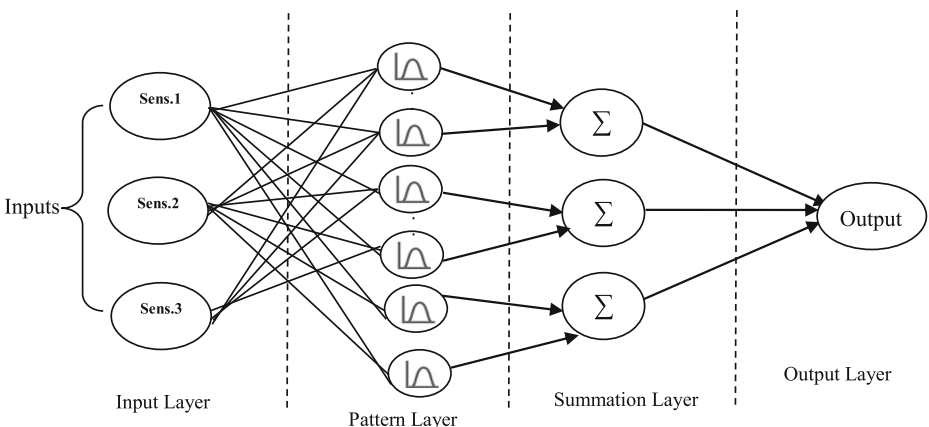 Inputs
Sens.1
Sens.2
Sens.3
Σ
Σ
Σ
Output
Input Layer
Pattern Layer
Summation Layer
Output Layer